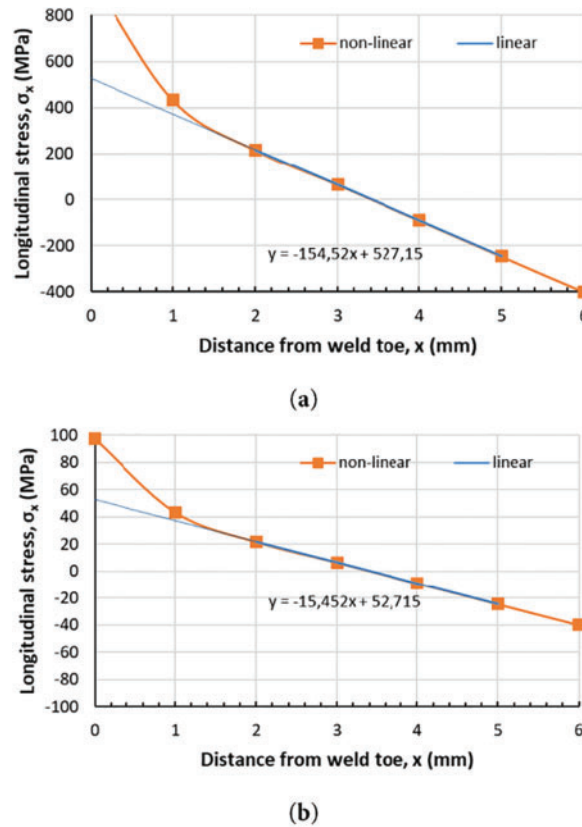 800
600
400
200
0
-200
-400
Longitudinal stress, σx (MPa)
non-linear
linear
y = -154,52x + 527,15
0 1 2 3 4 5 6
Distance from weld toe, x (mm)
(a)
100
80
60
40
20
0
-20
-40
-60
-80
-100
Longitudinal stress, σx (MPa)
non-linear
linear
y = -15,452x + 52,715
0 1 2 3 4 5 6
Distance from weld toe, x (mm)
(b)